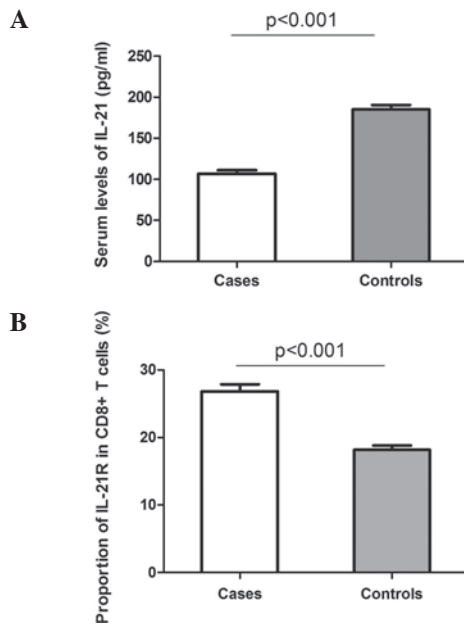 A
p<0.001
Serum levels of IL-21 (pg/ml)
250
200
150
100
50
0
Cases Controls
B
p<0.001
Proportion of IL-21R in CD8+ T cells (%)
30
20
10
0
Cases Controls